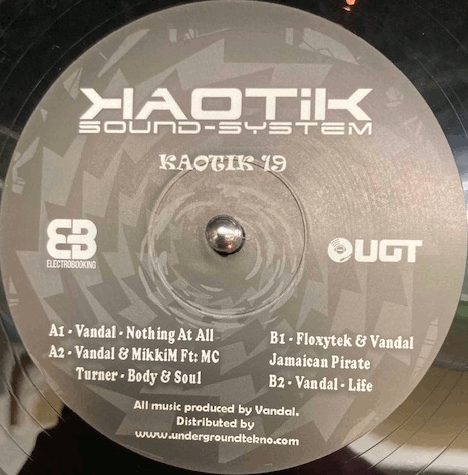 KAOTiK
SOUND-SYSTEM
KAOTIK 19
EB
ELECTROBOOKING
UGT
A1 - Vandal - Nothing At All
A2 - Vandal & MikkiM Ft: MC
Turner - Body & Soul
B1 - Floxytek & Vandal
Jamaican Pirate
B2 - Vandal - Life
All music produced by Vandal.
Distributed by
www.undergroundtekno.com